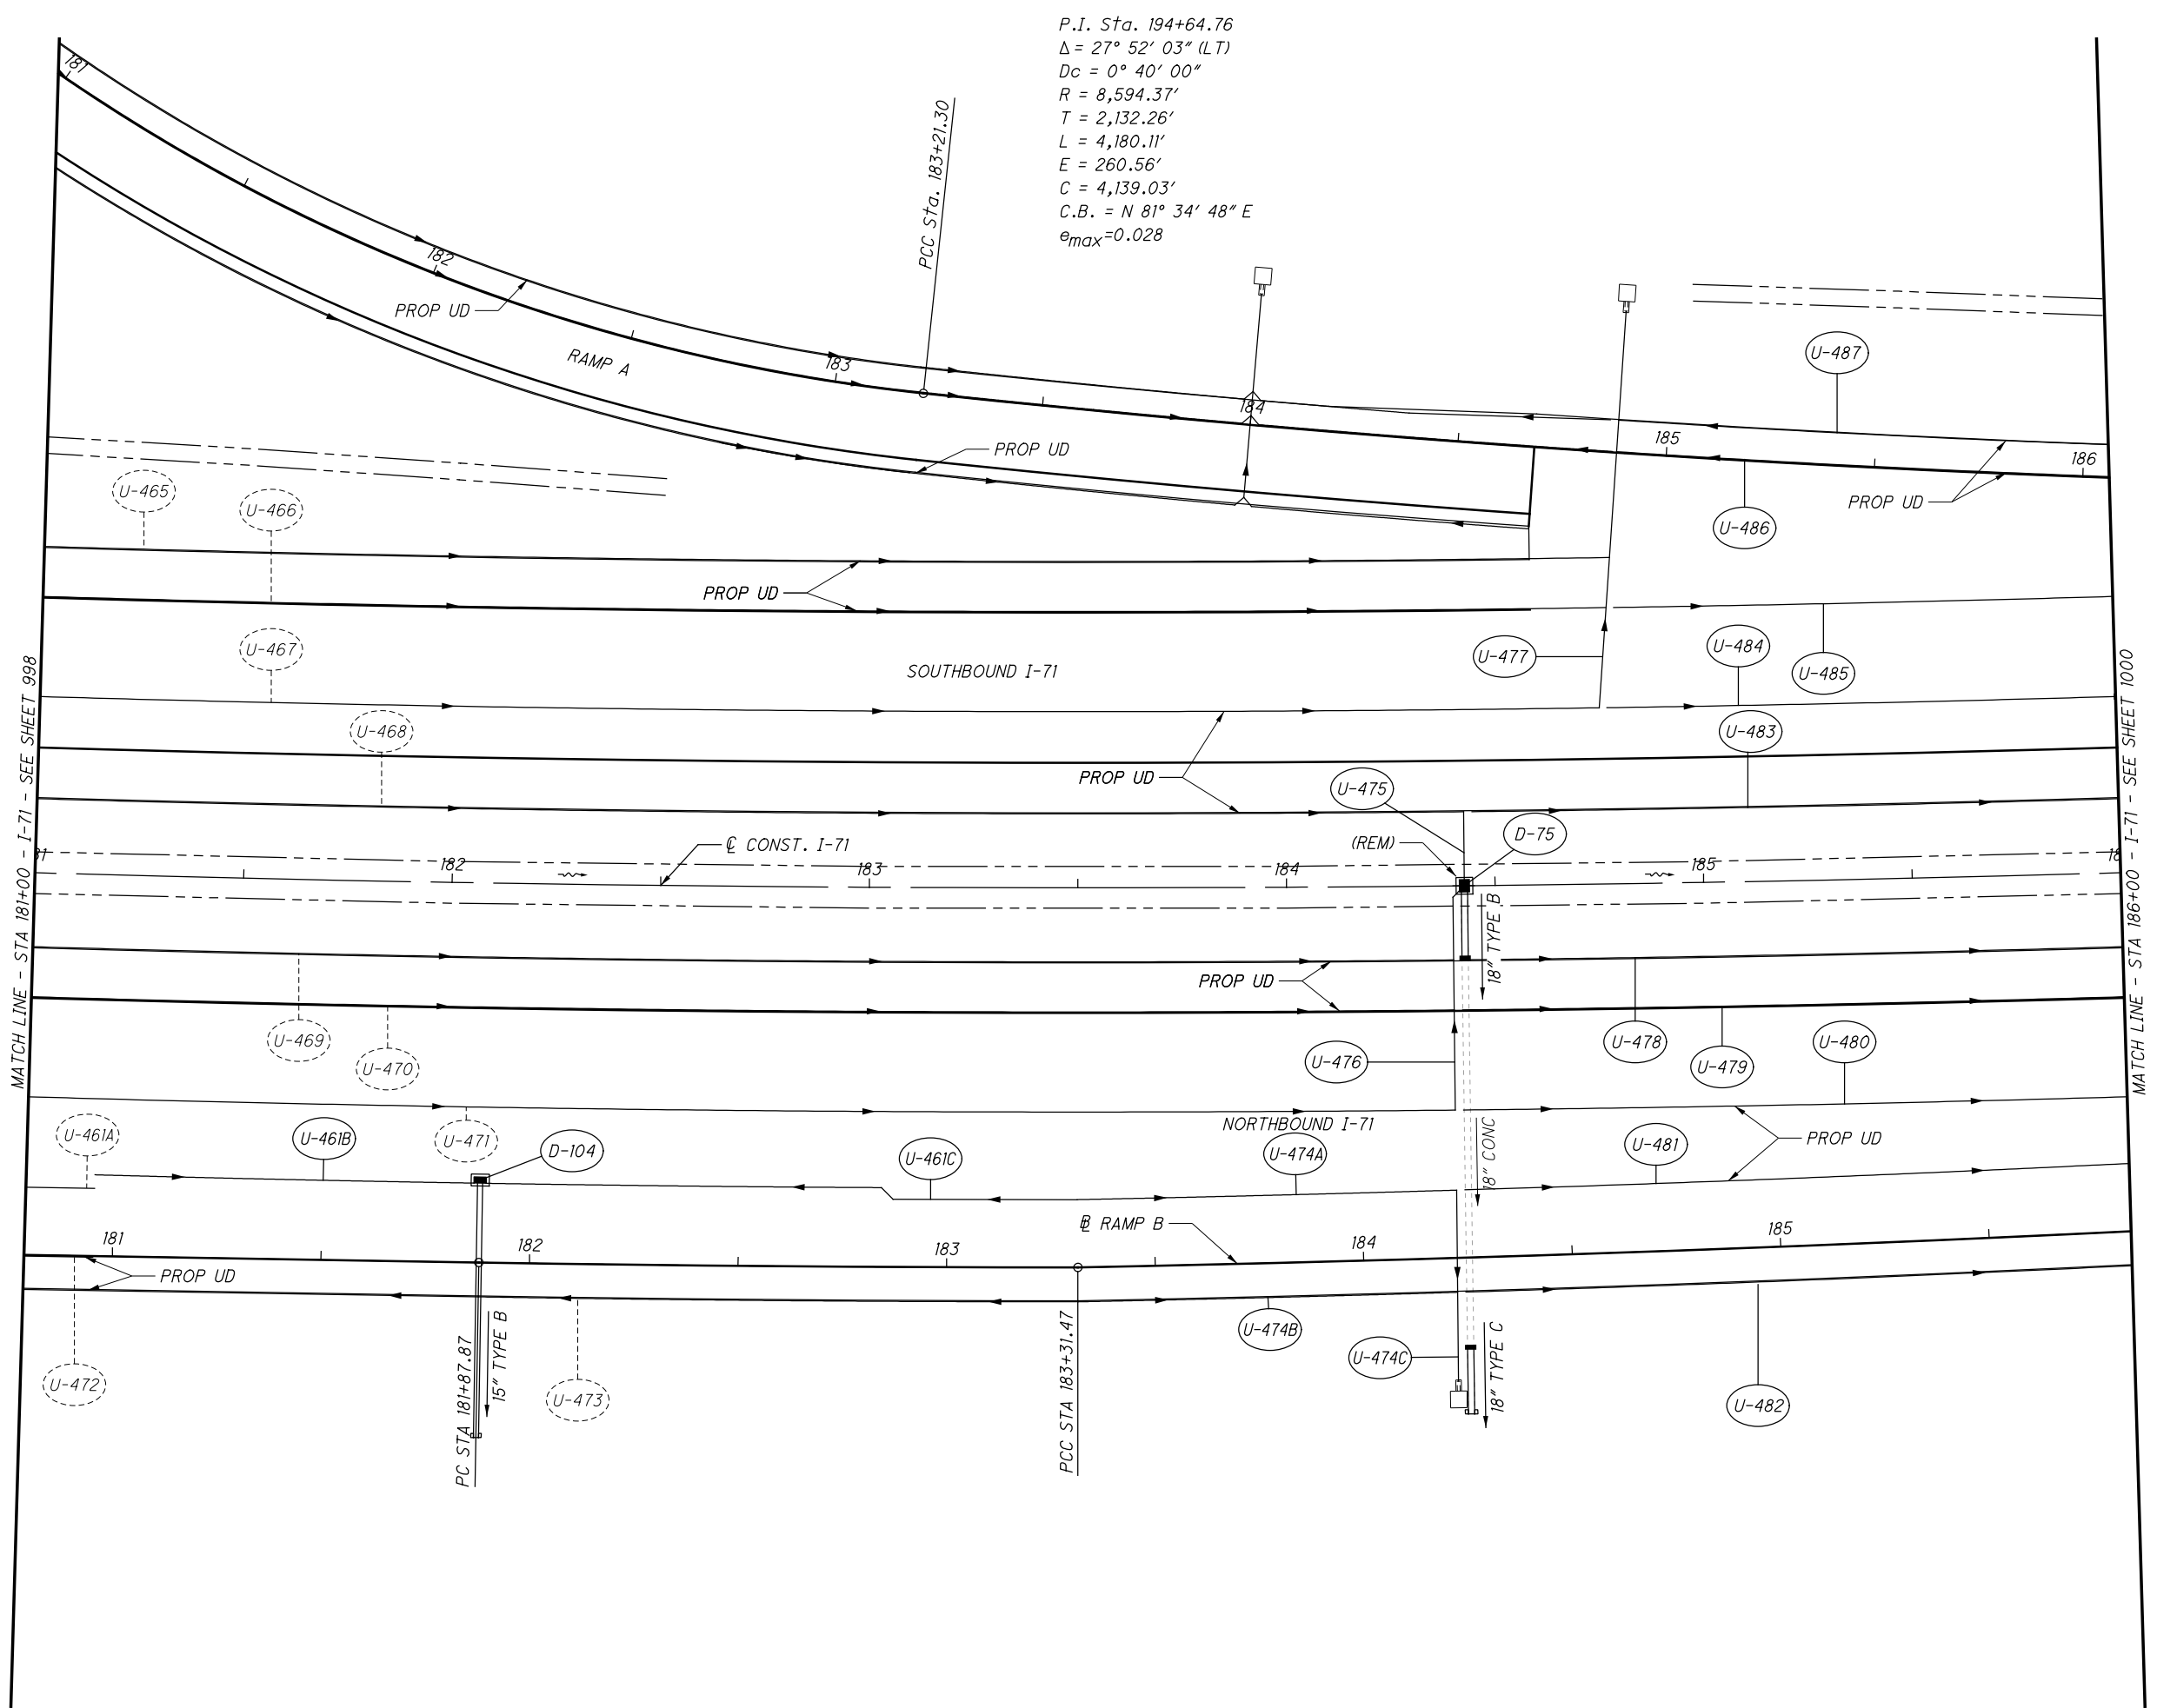 P.I. Sta. 194+64.76
Δ = 27° 52' 03" (LT)
Dc = 0° 40' 00"
R = 8,594.37'
T = 2,132.26'
L = 4,180.11'
E = 260.56'
C = 4,139.03'
C.B. = N 81° 34' 48" E
emax=0.028
181
PCC Sta. 183+21.30
182
PROP UD
RAMP A
183
184
U-487
185
186
PROP UD
PROP UD
U-465
U-466
U-486
PROP UD
U-467
SOUTHBOUND I-71
U-477
U-484
U-485
U-468
U-483
PROP UD
U-475
D-75
(REM)
℄ CONST. I-71
182
183
184
185
18" TYPE B
PROP UD
U-469
U-470
U-476
U-478
U-479
U-480
NORTHBOUND I-71
U-461A
U-461B
U-471
D-104
U-461C
U-474A
18" CONC
U-481
PROP UD
BL RAMP B
181
182
183
184
185
PROP UD
U-472
PC STA 181+87.87
15" TYPE B
U-473
PCC STA 183+31.47
U-474B
U-474C
18" TYPE C
U-482
MATCH LINE - STA 181+00 - I-71 - SEE SHEET 998
MATCH LINE - STA 186+00 - I-71 - SEE SHEET 1000